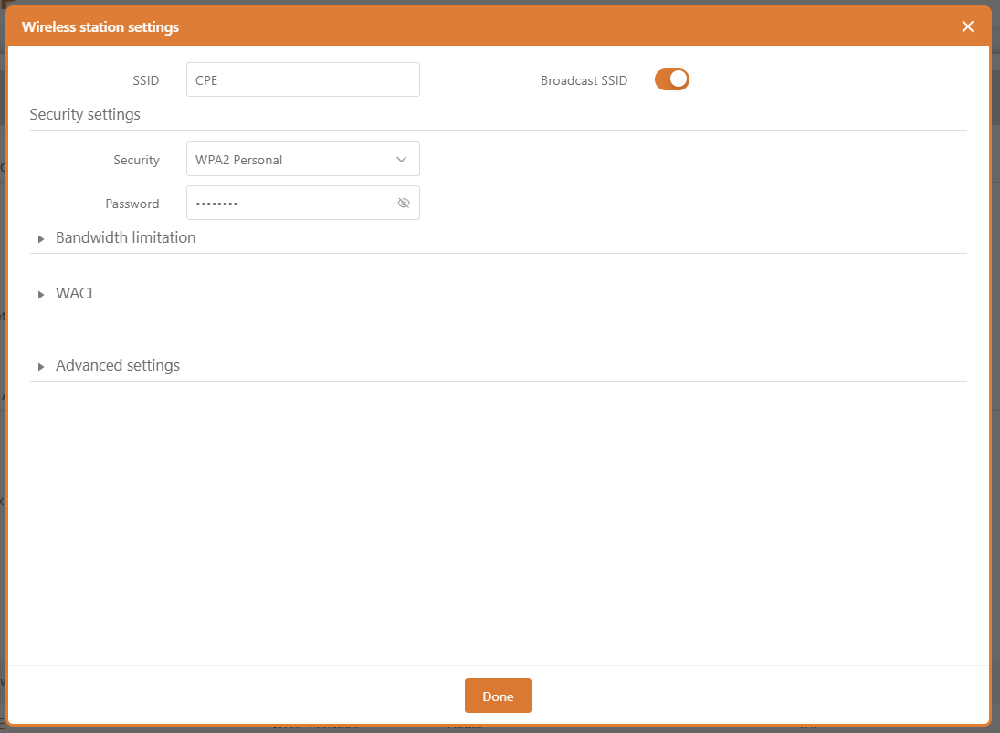 Wireless station settings
SSID CPE Broadcast SSID
Security settings
Security WPA2 Personal
Password ••••••••
Bandwidth limitation
WACL
Advanced settings
Done